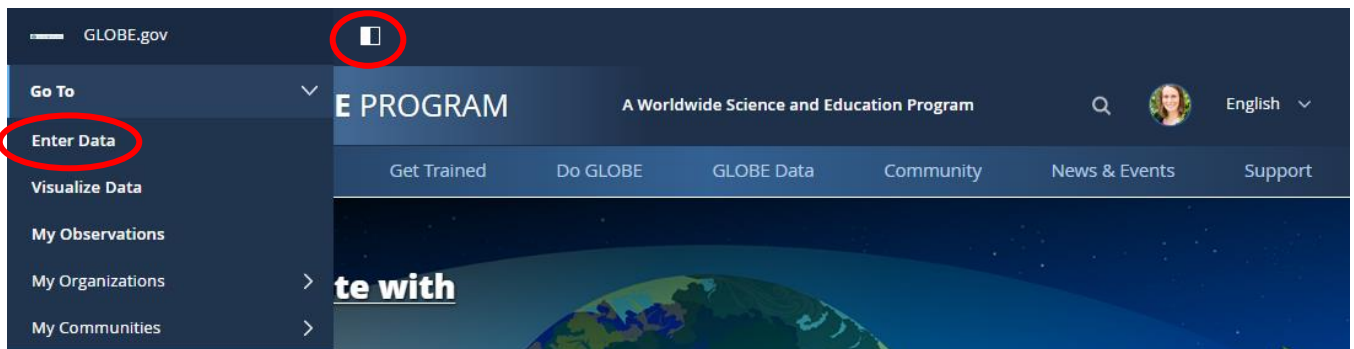 GLOBE.gov
Go To
Enter Data
Visualize Data
My Observations
My Organizations
My Communities
E PROGRAM
A Worldwide Science and Education Program
English
Get Trained
Do GLOBE
GLOBE Data
Community
News & Events
Support
te with